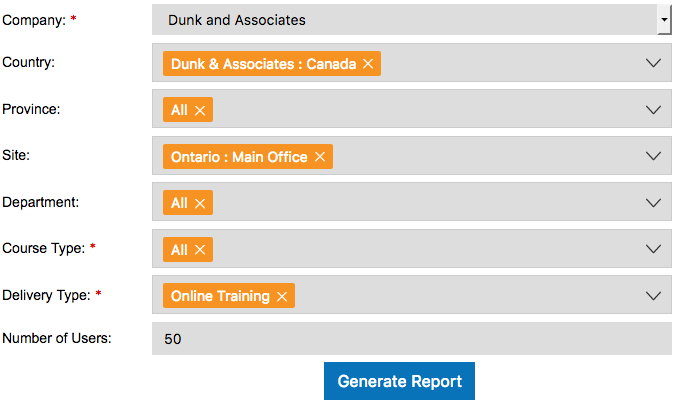 Company: * Dunk and Associates
Country: Dunk & Associates : Canada ×
Province: All ×
Site: Ontario : Main Office ×
Department: All ×
Course Type: * All ×
Delivery Type: * Online Training ×
Number of Users: 50
Generate Report